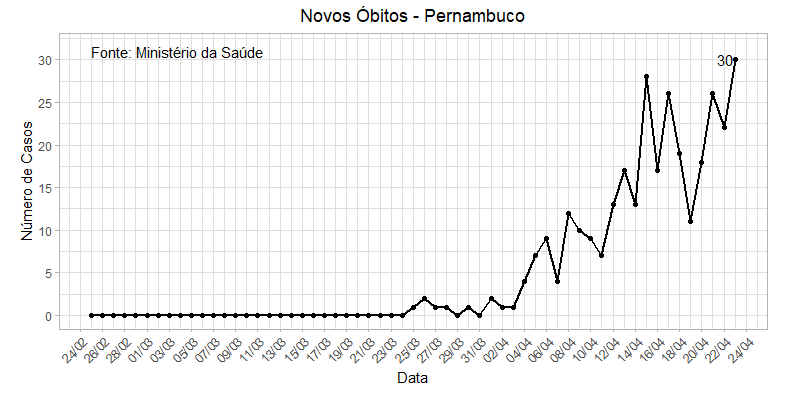 Novos Óbitos - Pernambuco
Fonte: Ministério da Saúde
30
Número de Casos
30
25
20
15
10
5
0
24/02 26/02 28/02 01/03 03/03 05/03 07/03 09/03 11/03 13/03 15/03 17/03 19/03 21/03 23/03 25/03 27/03 29/03 31/03 02/04 04/04 06/04 08/04 10/04 12/04 14/04 16/04 18/04 20/04 22/04 24/04
Data